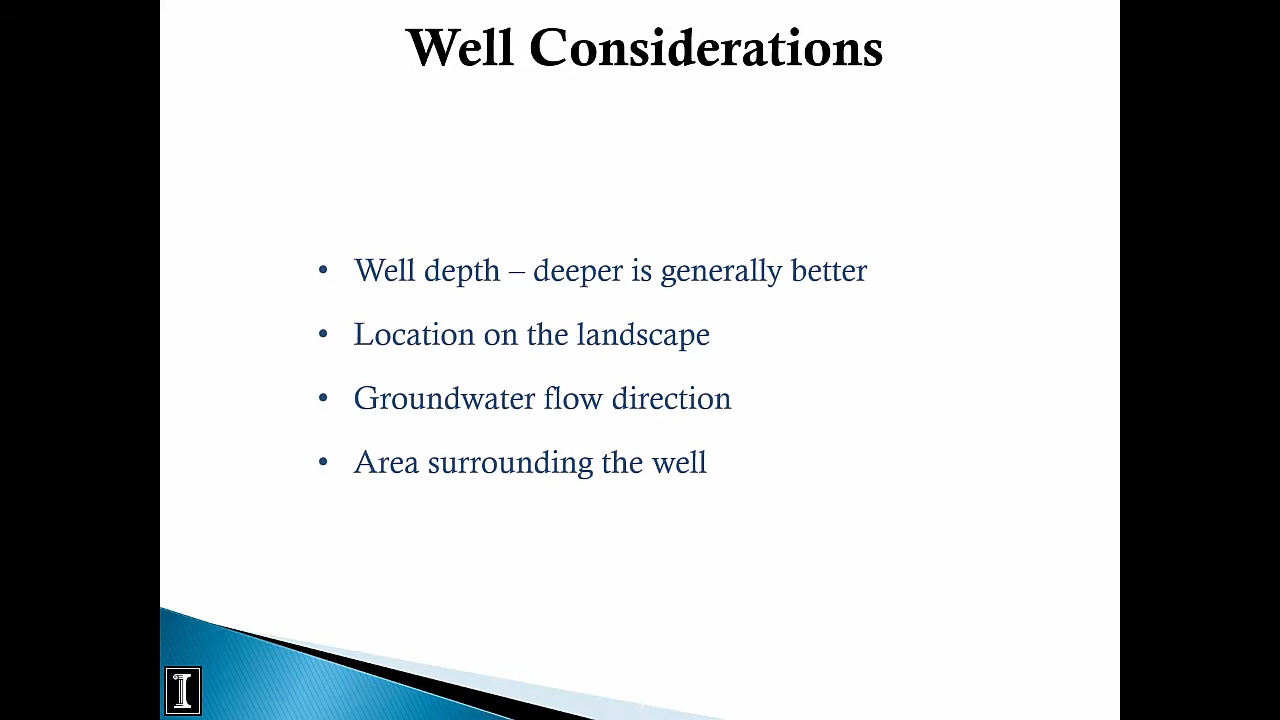 Well Considerations
• Well depth – deeper is generally better
• Location on the landscape
• Groundwater flow direction
• Area surrounding the well